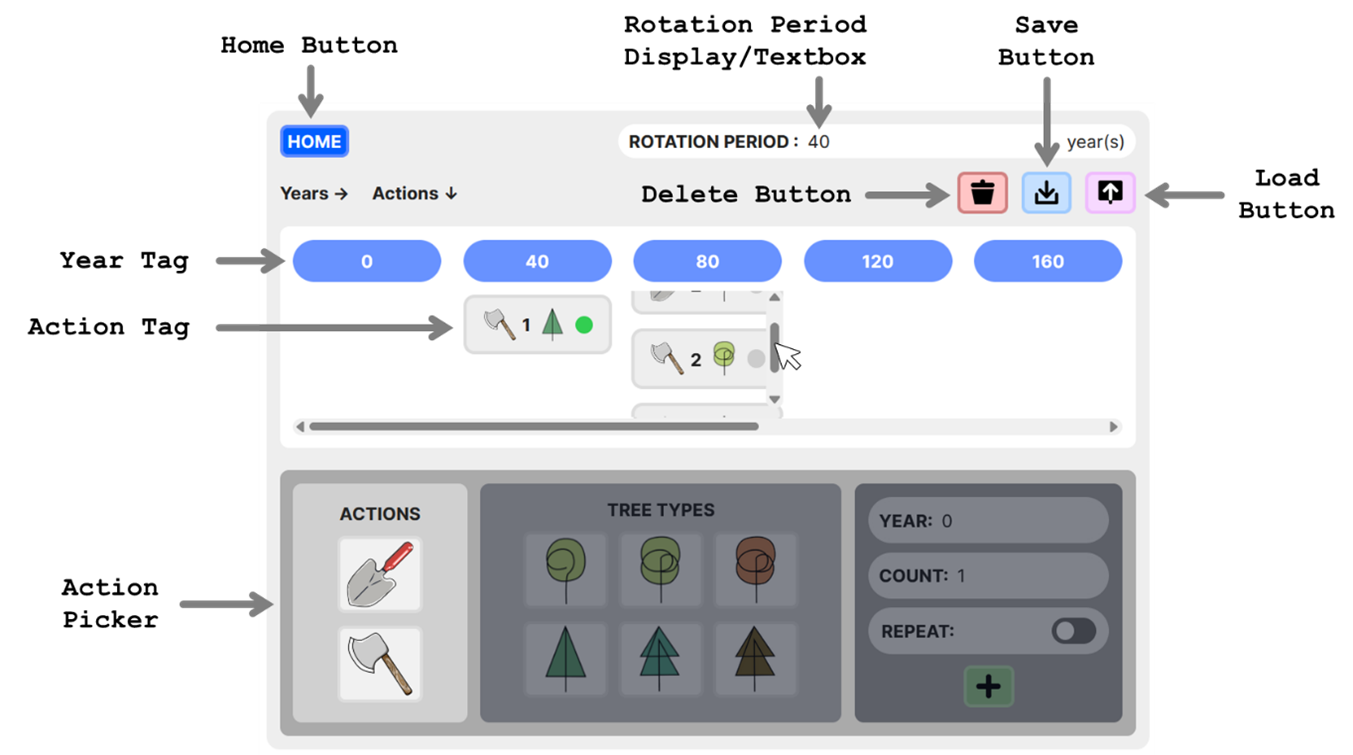 Home Button
Rotation Period
Display/Textbox
Save
Button
HOME
ROTATION PERIOD : 40 year(s)
Years → Actions ↓
Delete Button
Load
Button
Year Tag
0 40 80 120 160
Action Tag
1
2
ACTIONS
TREE TYPES
YEAR: 0
COUNT: 1
REPEAT:
Action
Picker